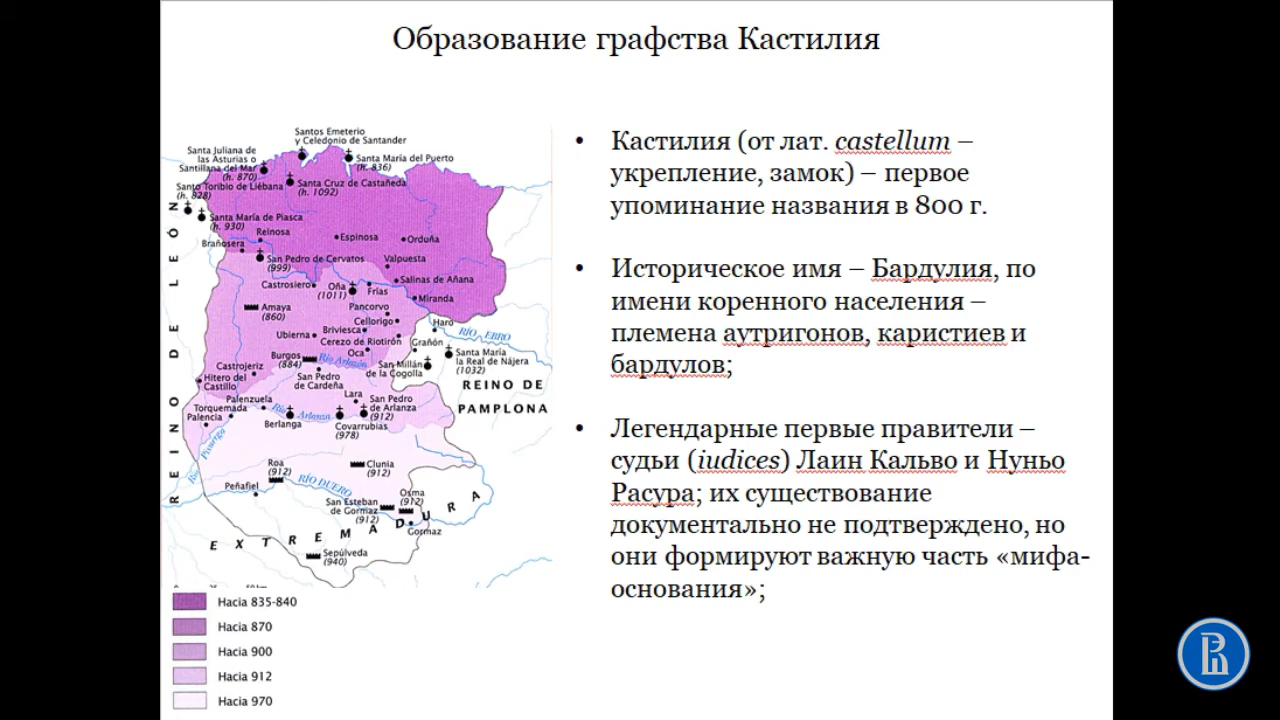 Образование графства Кастилия
Santos Emeterio
y Celedonio de Santander
Santa Juliana de
las Asturias o
Santillana del Mar
(h. 870)
Santa María del Puerto
(h. 836)
Santo Toribio de Liébana
(h. 828)
Santa Cruz de Castañeda
(h. 1092)
Santa María de Piasca
(h. 930)
Reinosa
Espinosa
Orduña
Brañosera
San Pedro de Cervatos
(999)
Valpuesta
Castrosiero
Oña
(1011)
Frías
Salinas de Añana
Miranda
Amaya
(860)
Pancorvo
Cellorigo
Haro
RÍO EBRO
Ubierna
Briviesca
Cerezo de Riotirón
Grañón
Oca
Burgos
(884)
Río Arlanzón
San Millán
de la Cogolla
Santa María
la Real de Nájera
(1032)
Castrojeriz
Hitero del
Castillo
San Pedro
de Cardeña
REINO DE
PAMPLONA
REINO DE LEÓN
Palenzuela
Lara
San Pedro
de Arlanza
(912)
Torquemada
Palencia
Río Arlanza
Berlanga
Covarrubias
(978)
Río Pisuerga
Roa
(912)
Clunia
(912)
Peñafiel
RÍO DUERO
Osma
(912)
San Esteban
de Gormaz
(912)
Gormaz
EXTREMADURA
Sepúlveda
(940)
Hacia 835-840
Hacia 870
Hacia 900
Hacia 912
Hacia 970
• Кастилия (от лат. castellum –
укрепление, замок) – первое
упоминание названия в 800 г.
• Историческое имя – Бардулия, по
имени коренного населения –
племена аутригонов, каристиев и
бардулов;
• Легендарные первые правители –
судьи (iudices) Лаин Кальво и Нуньо
Расура; их существование
документально не подтверждено, но
они формируют важную часть «мифа-
основания»;